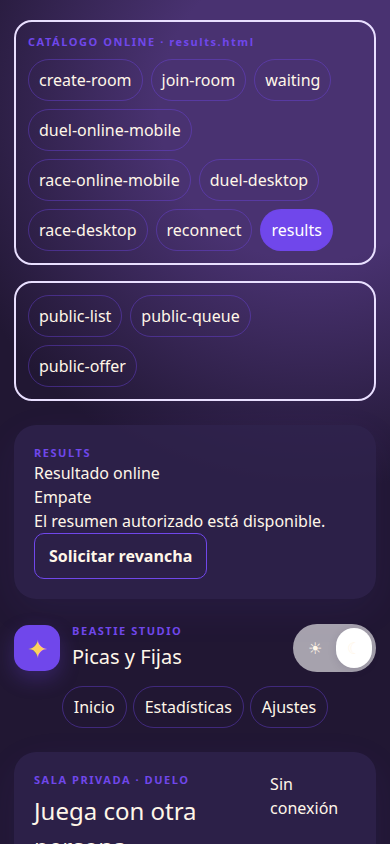 CATÁLOGO ONLINE · results.html
create-room join-room waiting
duel-online-mobile
race-online-mobile duel-desktop
race-desktop reconnect results
public-list public-queue
public-offer
RESULTS
Resultado online
Empate
El resumen autorizado está disponible.
Solicitar revancha
BEASTIE STUDIO
Picas y Fijas
Inicio Estadísticas Ajustes
SALA PRIVADA · DUELO
Sin
conexión
Juega con otra
persona